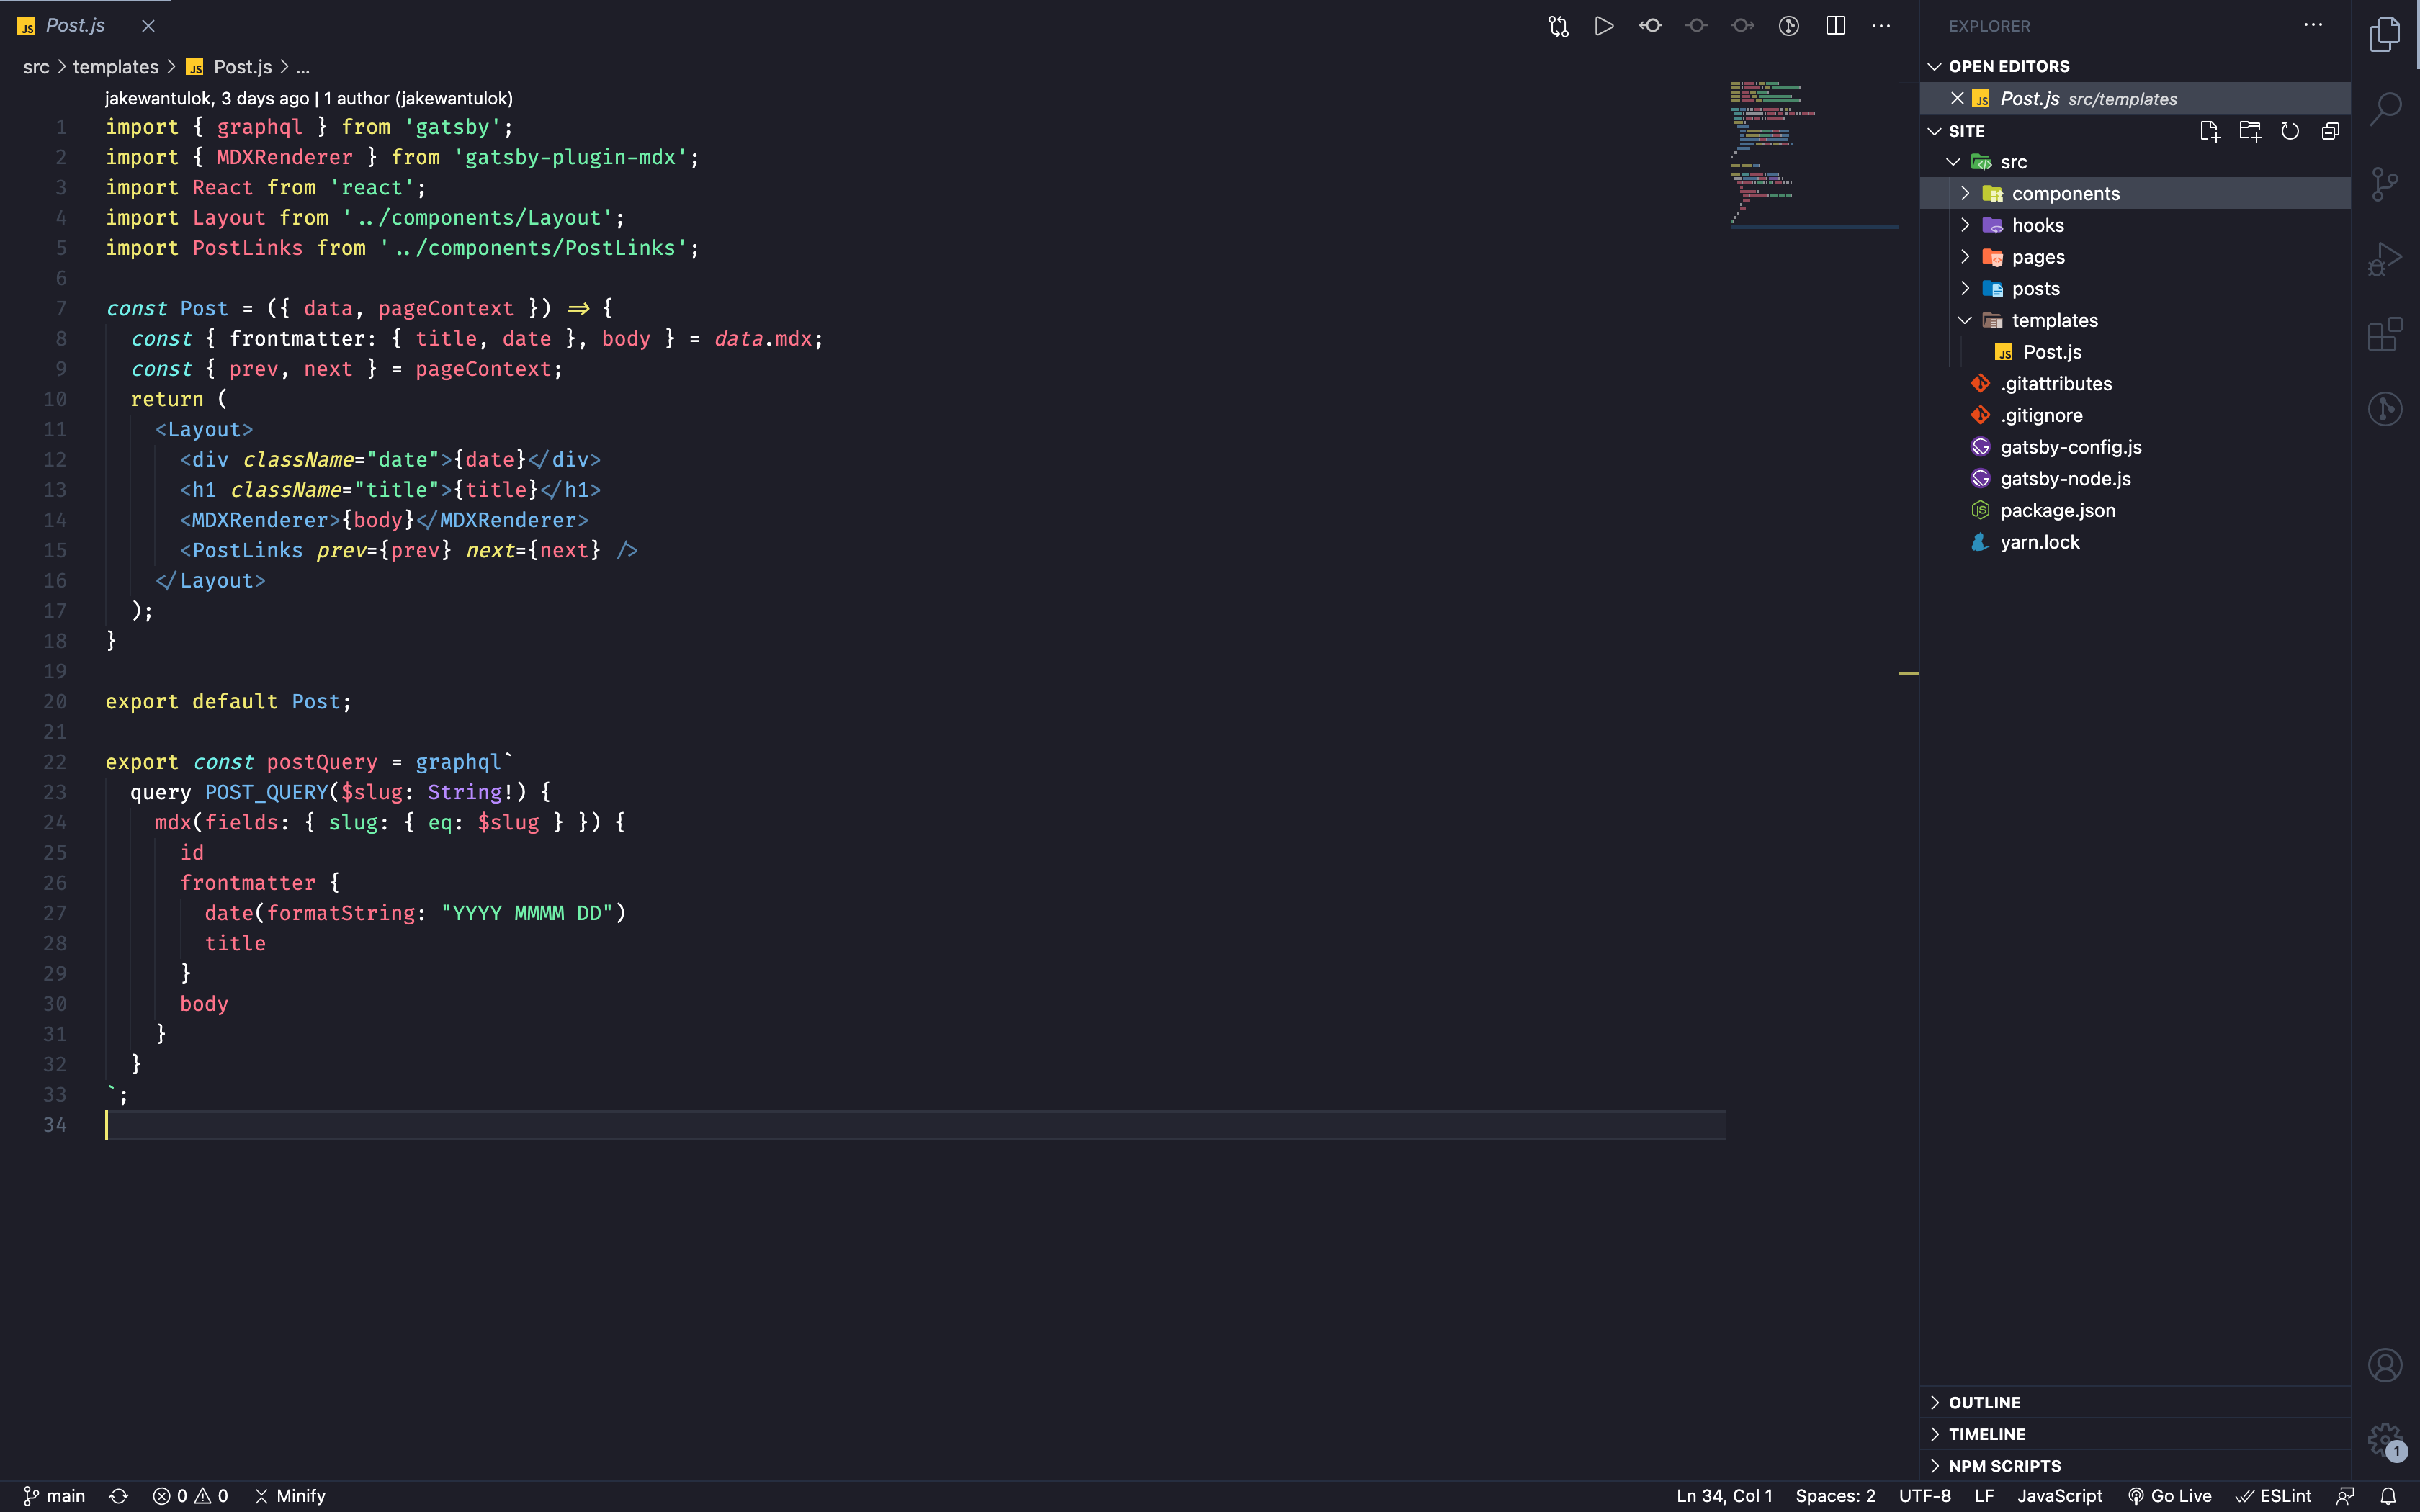 JS Post.js
src > templates > JS Post.js > ...
jakewantulok, 3 days ago | 1 author (jakewantulok)
1 import { graphql } from 'gatsby';
2 import { MDXRenderer } from 'gatsby-plugin-mdx';
3 import React from 'react';
4 import Layout from '../components/Layout';
5 import PostLinks from '../components/PostLinks';
6
7 const Post = ({ data, pageContext }) => {
8   const { frontmatter: { title, date }, body } = data.mdx;
9   const { prev, next } = pageContext;
10   return (
11     <Layout>
12       <div className="date">{date}</div>
13       <h1 className="title">{title}</h1>
14       <MDXRenderer>{body}</MDXRenderer>
15       <PostLinks prev={prev} next={next} />
16     </Layout>
17   );
18 }
19
20 export default Post;
21
22 export const postQuery = graphql`
23   query POST_QUERY($slug: String!) {
24     mdx(fields: { slug: { eq: $slug } }) {
25       id
26       frontmatter {
27         date(formatString: "YYYY MMMM DD")
28         title
29       }
30       body
31     }
32   }
33 `;
34
EXPLORER
OPEN EDITORS
JS Post.js src/templates
SITE
src
components
hooks
pages
posts
templates
JS Post.js
.gitattributes
.gitignore
gatsby-config.js
gatsby-node.js
package.json
yarn.lock
OUTLINE
TIMELINE
NPM SCRIPTS
1
main 0 0 Minify
Ln 34, Col 1 Spaces: 2 UTF-8 LF JavaScript Go Live ESLint